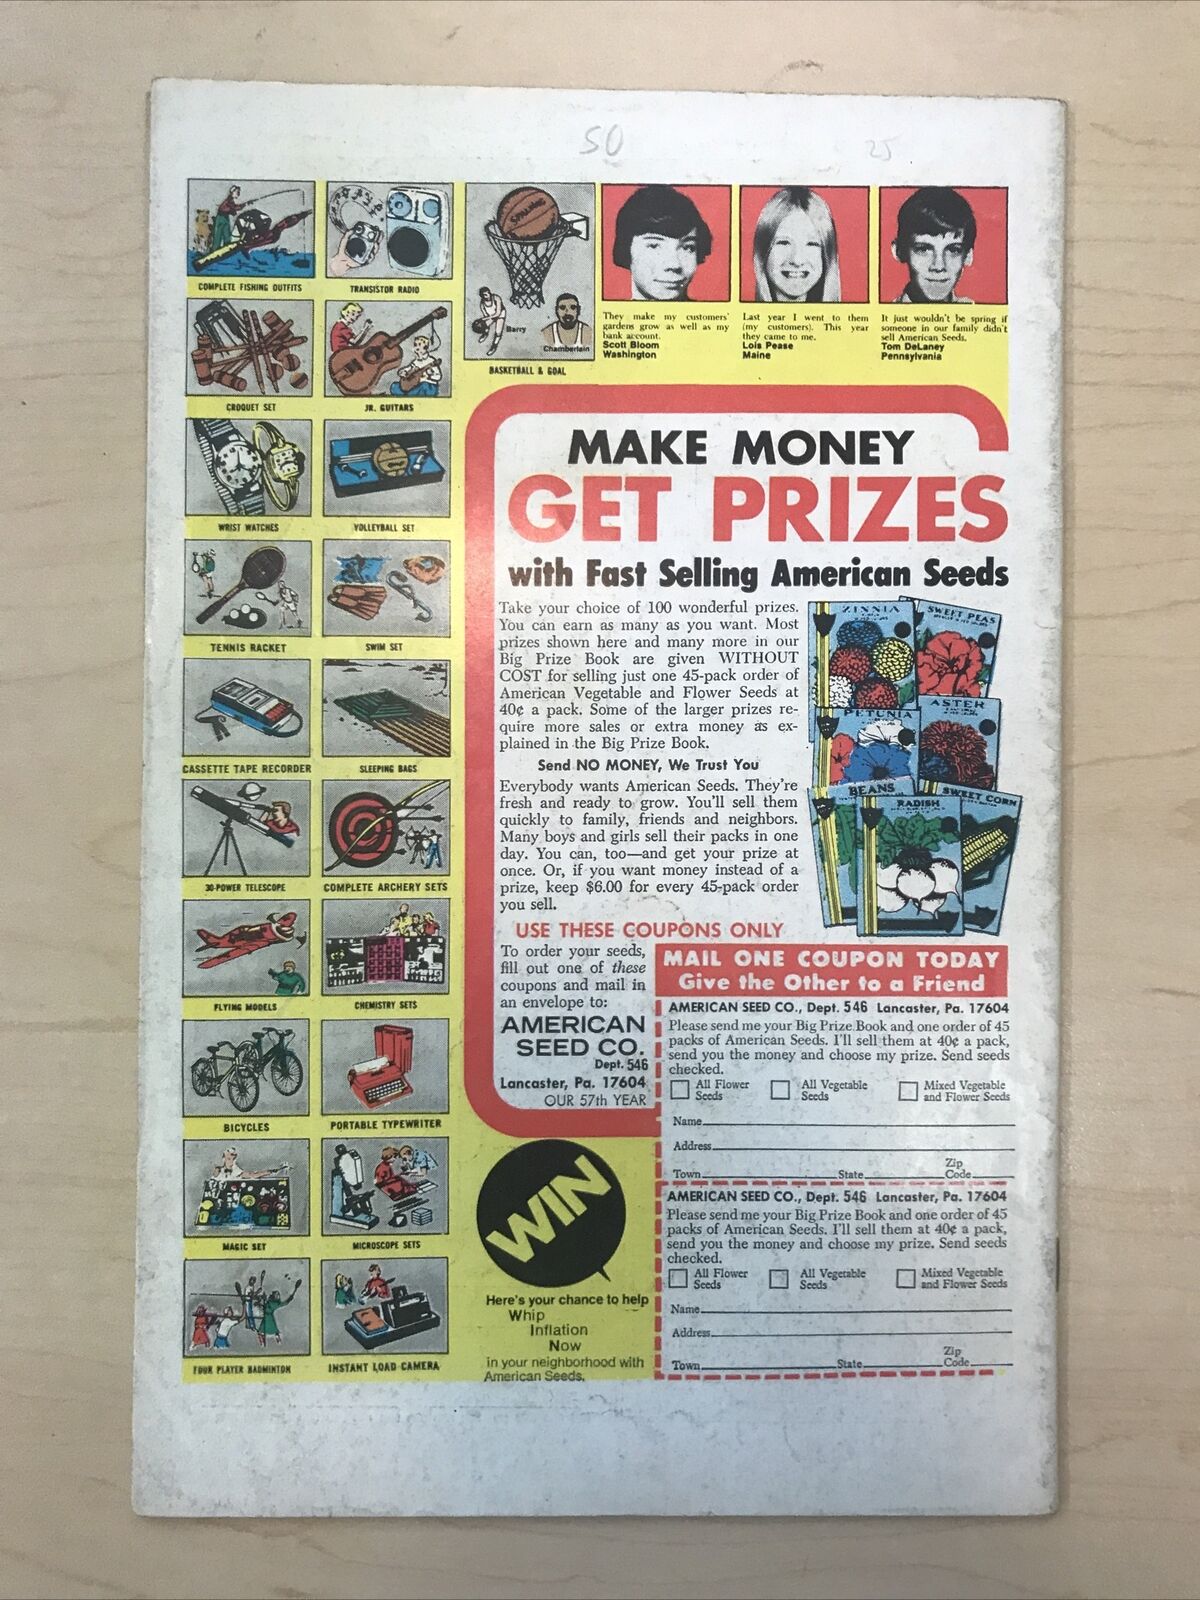 50
25
COMPLETE FISHING OUTFITS
TRANSISTOR RADIO
CROQUET SET
JR. GUITARS
WRIST WATCHES
VOLLEYBALL SET
TENNIS RACKET
SWIM SET
CASSETTE TAPE RECORDER
SLEEPING BAGS
30-POWER TELESCOPE
COMPLETE ARCHERY SETS
FLYING MODELS
CHEMISTRY SETS
BICYCLES
PORTABLE TYPEWRITER
MAGIC SET
MICROSCOPE SETS
FOUR PLAYER BADMINTON
INSTANT LOAD CAMERA
SPALDING
Barry
Chamberlain
BASKETBALL & GOAL
They make my customers'
gardens grow as well as my
bank account.
Scott Bloom
Washington
Last year I went to them
(my customers). This year
they came to me.
Lois Pease
Maine
It just wouldn't be spring if
someone in our family didn't
sell American Seeds.
Tom DeLaney
Pennsylvania
MAKE MONEY
GET PRIZES
with Fast Selling American Seeds
Take your choice of 100 wonderful prizes.
You can earn as many as you want. Most
prizes shown here and many more in our
Big Prize Book are given WITHOUT
COST for selling just one 45-pack order of
American Vegetable and Flower Seeds at
40¢ a pack. Some of the larger prizes re-
quire more sales or extra money as ex-
plained in the Big Prize Book.
Send NO MONEY, We Trust You
Everybody wants American Seeds. They're
fresh and ready to grow. You'll sell them
quickly to family, friends and neighbors.
Many boys and girls sell their packs in one
day. You can, too—and get your prize at
once. Or, if you want money instead of a
prize, keep $6.00 for every 45-pack order
you sell.
ZINNIA
SWEET PEAS
PETUNIA
ASTER
BEANS
RADISH
SWEET CORN
USE THESE COUPONS ONLY
To order your seeds,
fill out one of these
coupons and mail in
an envelope to:
AMERICAN
SEED CO.
Dept. 546
Lancaster, Pa. 17604
OUR 57th YEAR
MAIL ONE COUPON TODAY
Give the Other to a Friend
AMERICAN SEED CO., Dept. 546 Lancaster, Pa. 17604
Please send me your Big Prize Book and one order of 45
packs of American Seeds. I'll sell them at 40¢ a pack,
send you the money and choose my prize. Send seeds
checked.
All Flower Seeds
All Vegetable Seeds
Mixed Vegetable and Flower Seeds
Name
Address
Town State Zip Code
AMERICAN SEED CO., Dept. 546 Lancaster, Pa. 17604
Please send me your Big Prize Book and one order of 45
packs of American Seeds. I'll sell them at 40¢ a pack,
send you the money and choose my prize. Send seeds
checked.
All Flower Seeds
All Vegetable Seeds
Mixed Vegetable and Flower Seeds
Name
Address
Town State Zip Code
WIN
Here's your chance to help
Whip
Inflation
Now
in your neighborhood with
American Seeds.